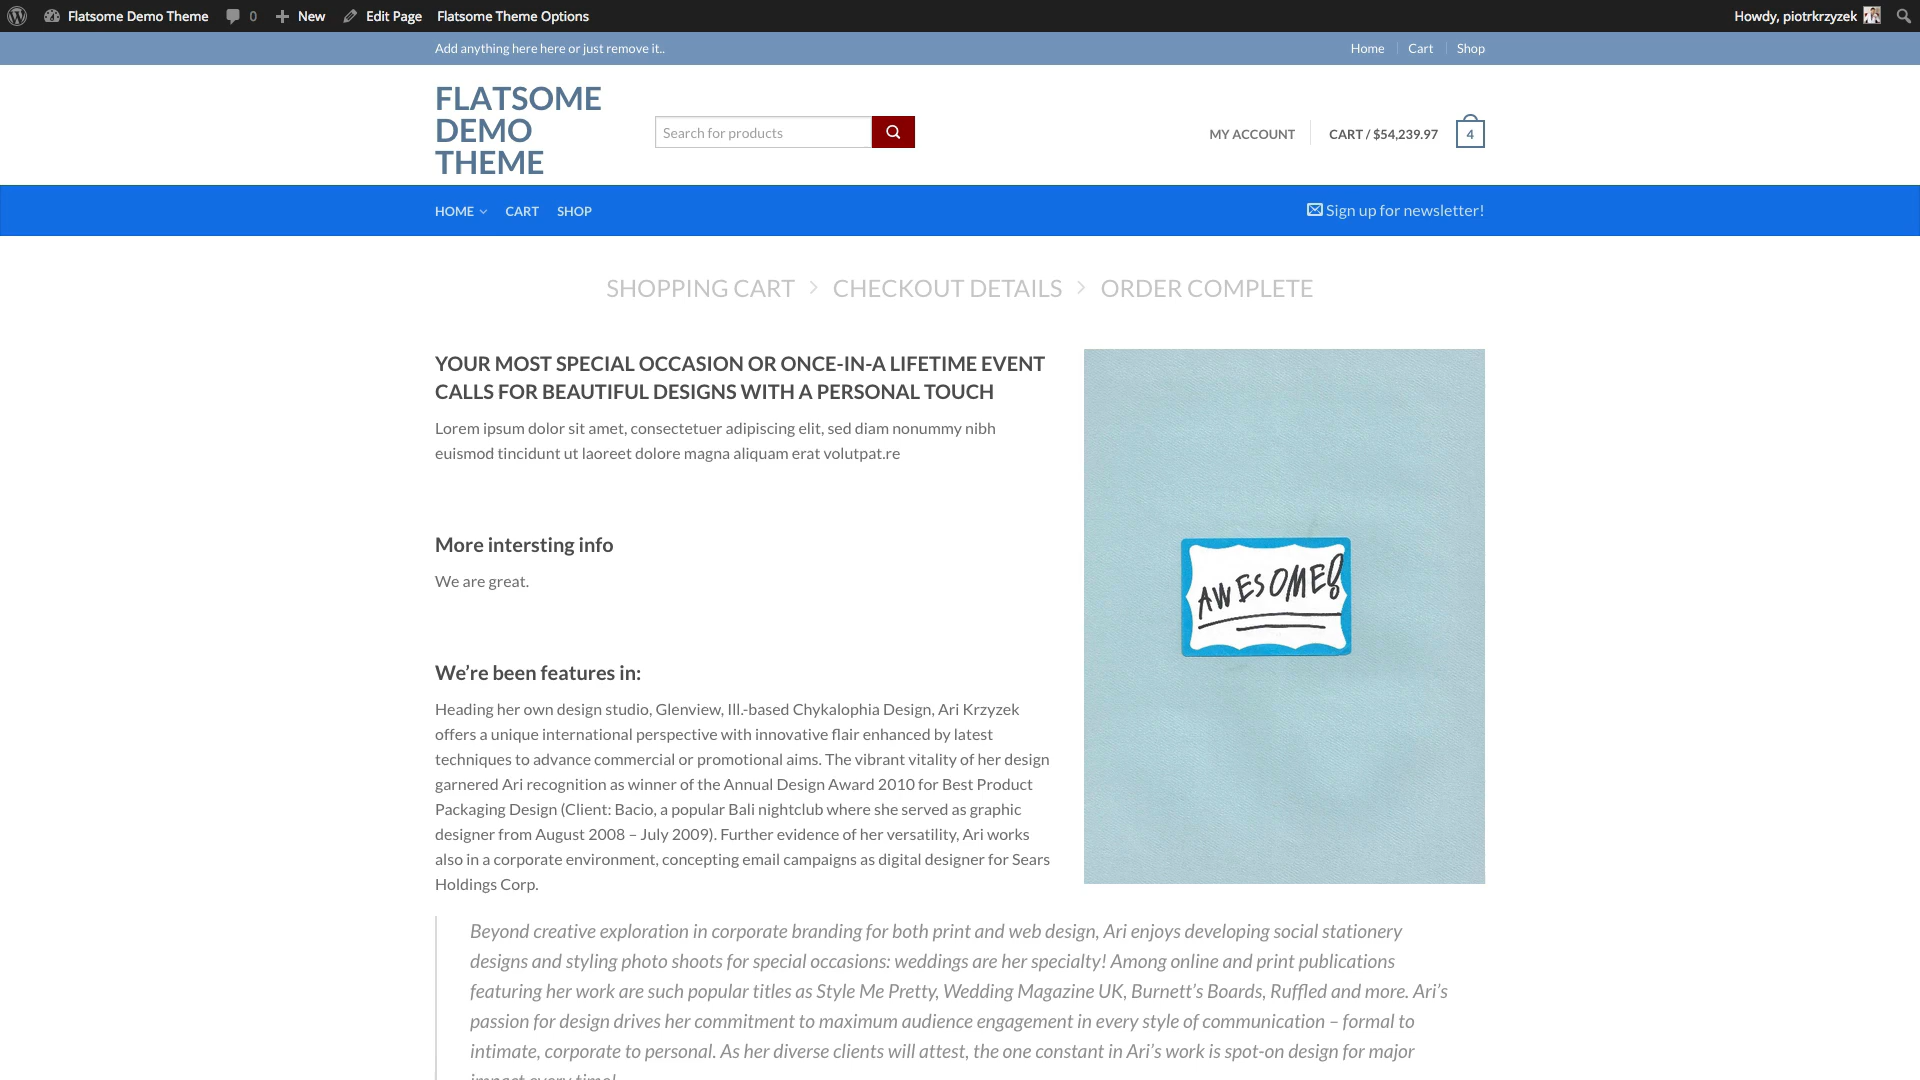 Flatsome Demo Theme 0 New Edit Page Flatsome Theme Options Howdy, piotrkrzyzek
Add anything here here or just remove it.. Home Cart Shop
FLATSOME
DEMO
THEME
Search for products
MY ACCOUNT CART / $54,239.97 4
HOME CART SHOP Sign up for newsletter!
SHOPPING CART CHECKOUT DETAILS ORDER COMPLETE
YOUR MOST SPECIAL OCCASION OR ONCE-IN-A LIFETIME EVENT
CALLS FOR BEAUTIFUL DESIGNS WITH A PERSONAL TOUCH
Lorem ipsum dolor sit amet, consectetuer adipiscing elit, sed diam nonummy nibh
euismod tincidunt ut laoreet dolore magna aliquam erat volutpat.re
More intersting info
We are great.
We’re been features in:
Heading her own design studio, Glenview, Ill.-based Chykalophia Design, Ari Krzyzek
offers a unique international perspective with innovative flair enhanced by latest
techniques to advance commercial or promotional aims. The vibrant vitality of her design
garnered Ari recognition as winner of the Annual Design Award 2010 for Best Product
Packaging Design (Client: Bacio, a popular Bali nightclub where she served as graphic
designer from August 2008 – July 2009). Further evidence of her versatility, Ari works
also in a corporate environment, concepting email campaigns as digital designer for Sears
Holdings Corp.
AWESOME!
Beyond creative exploration in corporate branding for both print and web design, Ari enjoys developing social stationery
designs and styling photo shoots for special occasions: weddings are her specialty! Among online and print publications
featuring her work are such popular titles as Style Me Pretty, Wedding Magazine UK, Burnett’s Boards, Ruffled and more. Ari’s
passion for design drives her commitment to maximum audience engagement in every style of communication – formal to
intimate, corporate to personal. As her diverse clients will attest, the one constant in Ari’s work is spot-on design for major